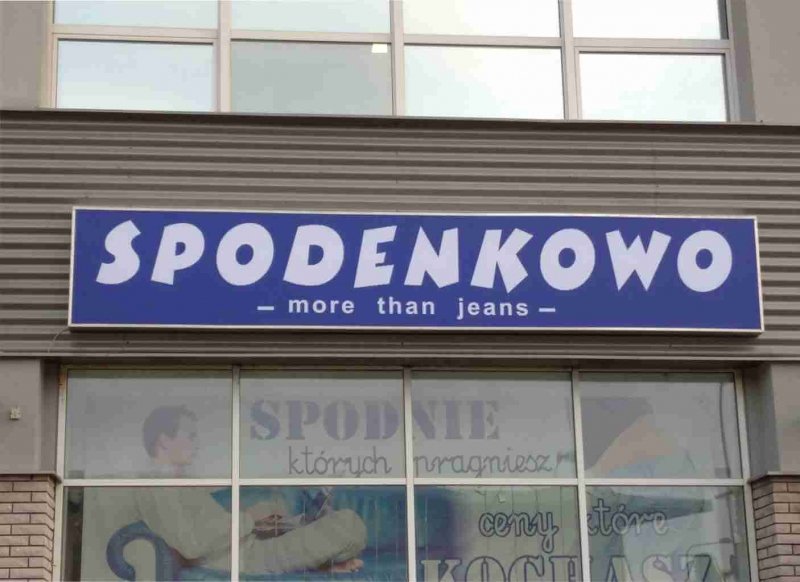 SPODENKOWO
– more than jeans –
SPODNIE
których pragniesz
ceny które
KOCHASZ